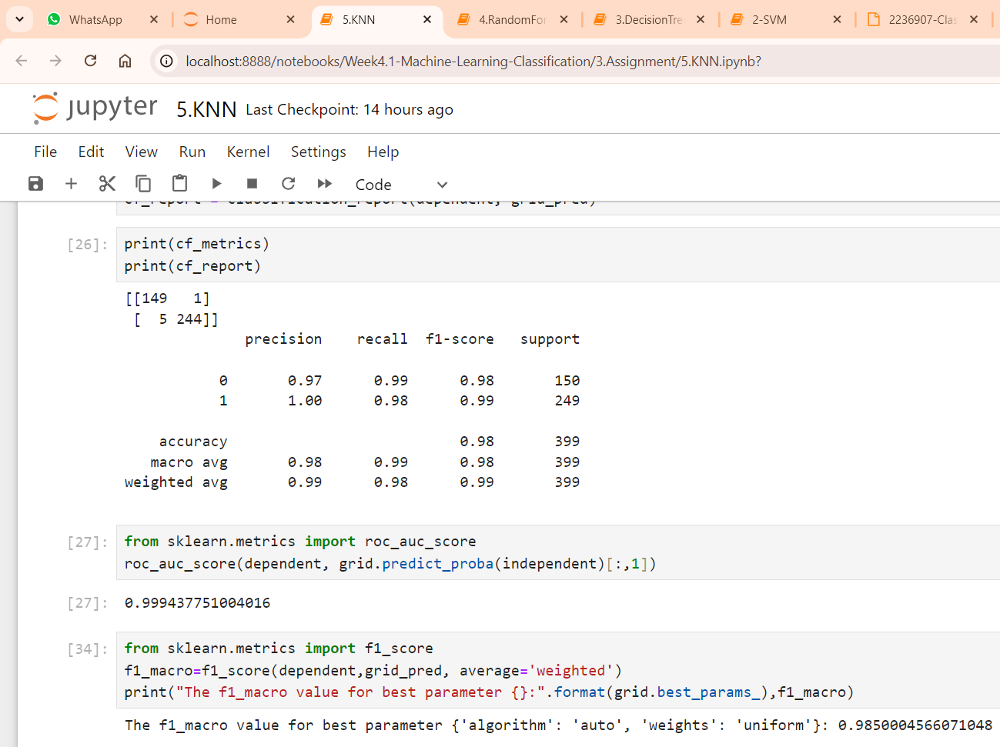 WhatsApp Home 5.KNN 4.RandomFor 3.DecisionTre 2-SVM 2236907-Clas
localhost:8888/notebooks/Week4.1-Machine-Learning-Classification/3.Assignment/5.KNN.ipynb?
jupyter 5.KNN Last Checkpoint: 14 hours ago
File Edit View Run Kernel Settings Help
Code
cf_report = classification_report(dependent, grid_pred)
[26]: print(cf_metrics)
print(cf_report)
[[149   1]
 [  5 244]]
precision recall f1-score support
0 0.97 0.99 0.98 150
1 1.00 0.98 0.99 249
accuracy 0.98 399
macro avg 0.98 0.99 0.98 399
weighted avg 0.99 0.98 0.99 399
[27]: from sklearn.metrics import roc_auc_score
roc_auc_score(dependent, grid.predict_proba(independent)[:,1])
[27]: 0.999437751004016
[34]: from sklearn.metrics import f1_score
f1_macro=f1_score(dependent,grid_pred, average='weighted')
print("The f1_macro value for best parameter {}:".format(grid.best_params_),f1_macro)
The f1_macro value for best parameter {'algorithm': 'auto', 'weights': 'uniform'}: 0.9850004566071048